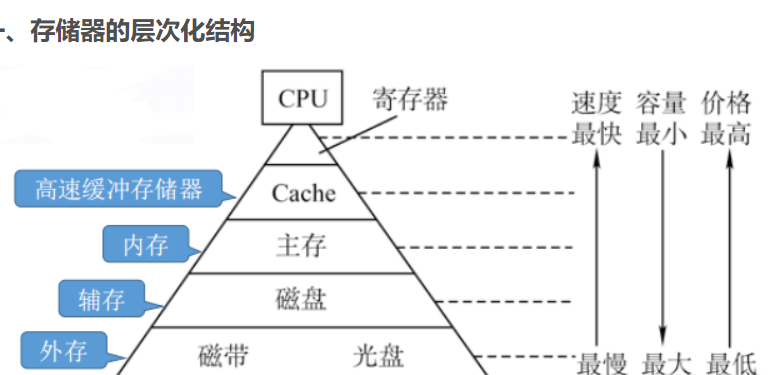 一、存储器的层次化结构
CPU
寄存器
速度 容量 价格
最快 最小 最高
高速缓冲存储器
Cache
内存
主存
辅存
磁盘
外存
磁带 光盘
最慢 最大 最低